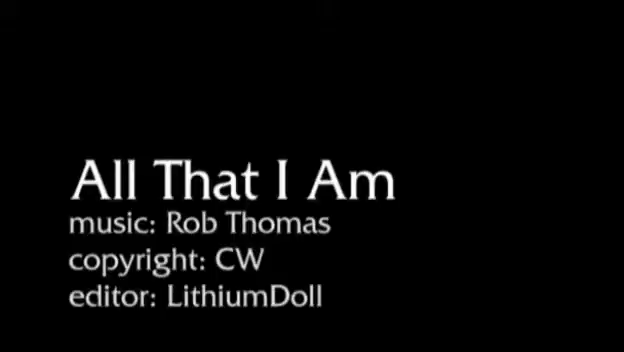 All That I Am
music: Rob Thomas
copyright: CW
editor: LithiumDoll